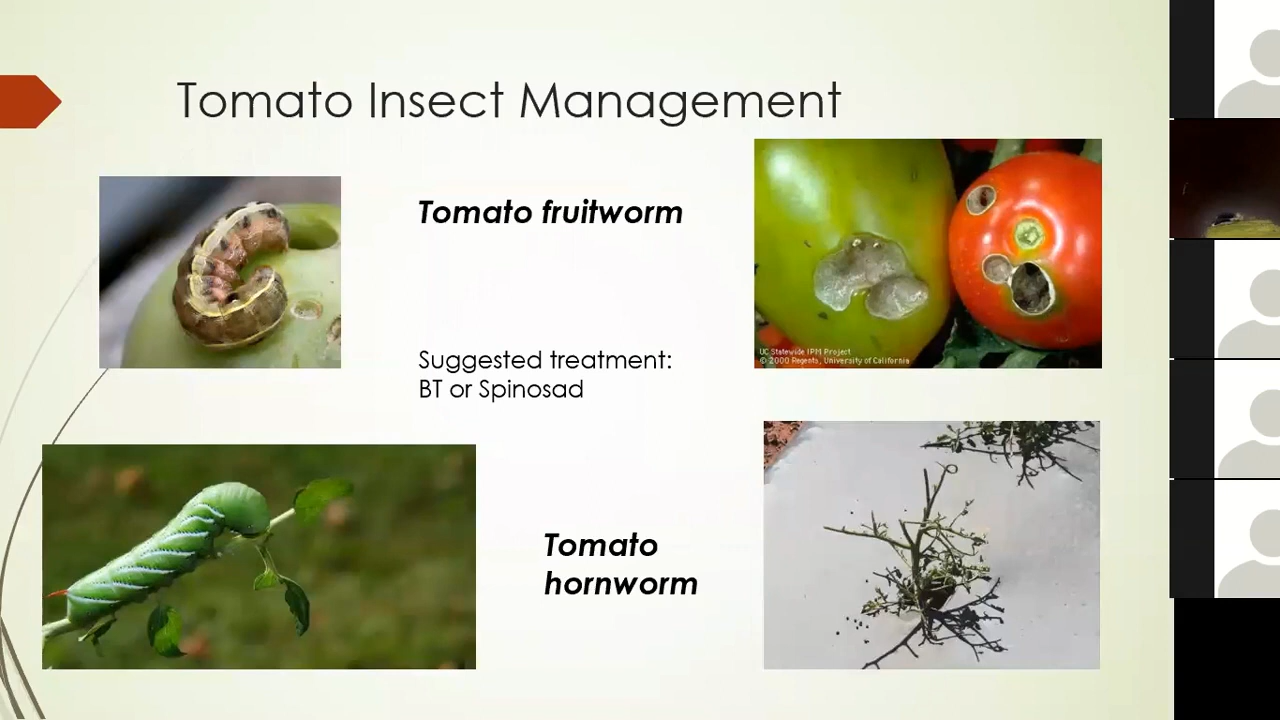 Tomato Insect Management
Tomato fruitworm
UC Statewide IPM Project
© 2000 Regents, University of California
Suggested treatment:
BT or Spinosad
Tomato
hornworm